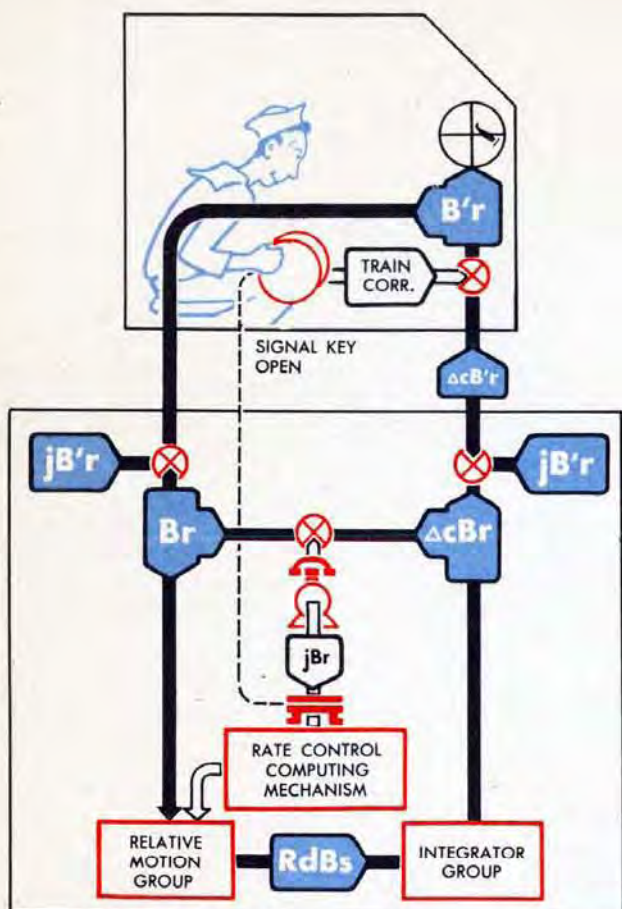 B'r
TRAIN
CORR.
SIGNAL KEY
OPEN
ΔcB'r
jB'r
jB'r
Br
ΔcBr
jBr
RATE CONTROL
COMPUTING
MECHANISM
RELATIVE
MOTION
GROUP
RdBs
INTEGRATOR
GROUP